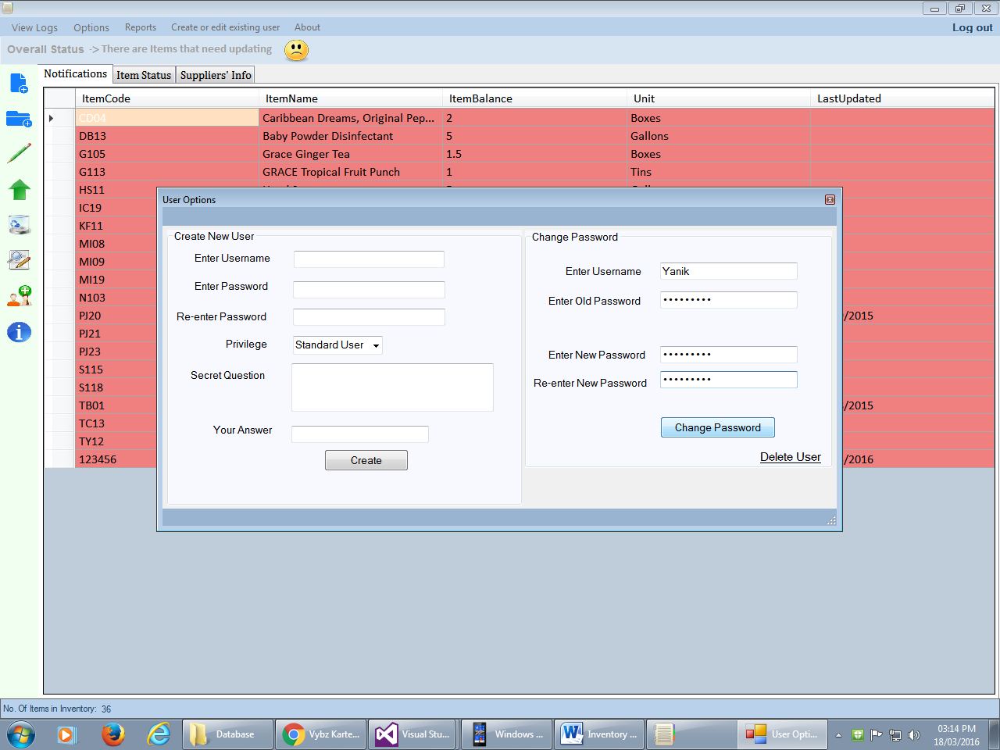 View Logs Options Reports Create or edit existing user About Log out
Overall Status -> There are Items that need updating
Notifications Item Status Suppliers' Info
ItemCode ItemName ItemBalance Unit LastUpdated
CD04 Caribbean Dreams, Original Pep... 2 Boxes
DB13 Baby Powder Disinfectant 5 Gallons
G105 Grace Ginger Tea 1.5 Boxes
G113 GRACE Tropical Fruit Punch 1 Tins
HS11
IC19
KF11
MI08
MI09
MI19
N103
PJ20 /2015
PJ21
PJ23
S115
S118
TB01 /2015
TC13
TY12
123456 /2016
User Options
Create New User
Enter Username
Enter Password
Re-enter Password
Privilege Standard User
Secret Question
Your Answer
Create
Change Password
Enter Username Yanik
Enter Old Password •••••••••
Enter New Password •••••••••
Re-enter New Password •••••••••
Change Password
Delete User
No. Of Items in Inventory: 36
Database Vybz Karte... Visual Stu... Windows ... Inventory ... User Opti...
03:14 PM
18/03/2016